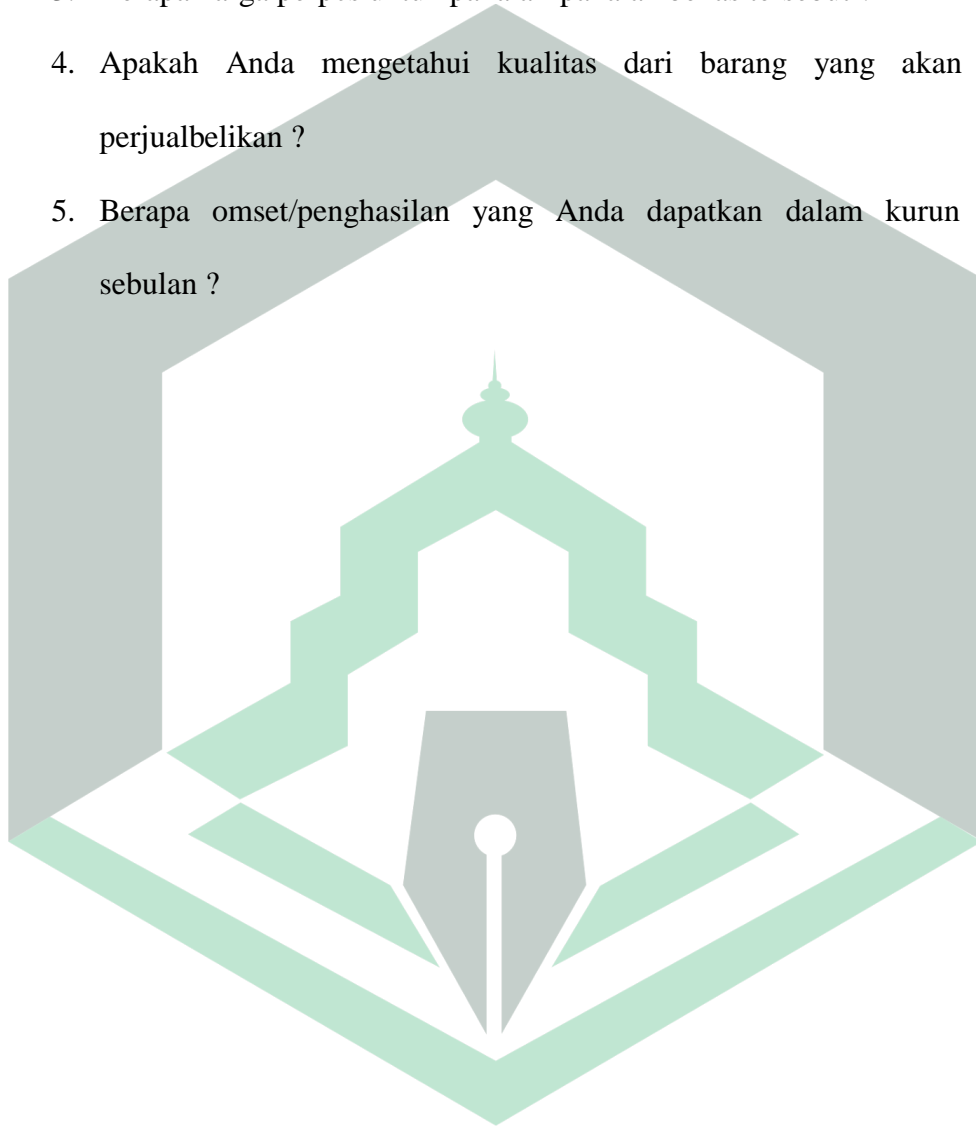 4. Apakah Anda mengetahui kualitas dari barang yang akan
perjualbelikan ?
5. Berapa omset/penghasilan yang Anda dapatkan dalam kurun
sebulan ?